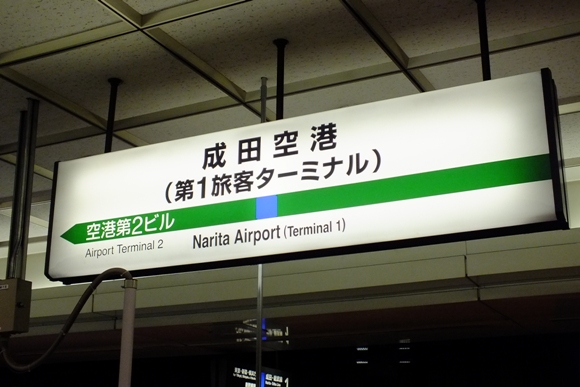 成田空港
(第1旅客ターミナル)
空港第2ビル
Airport Terminal 2
Narita Airport (Terminal 1)